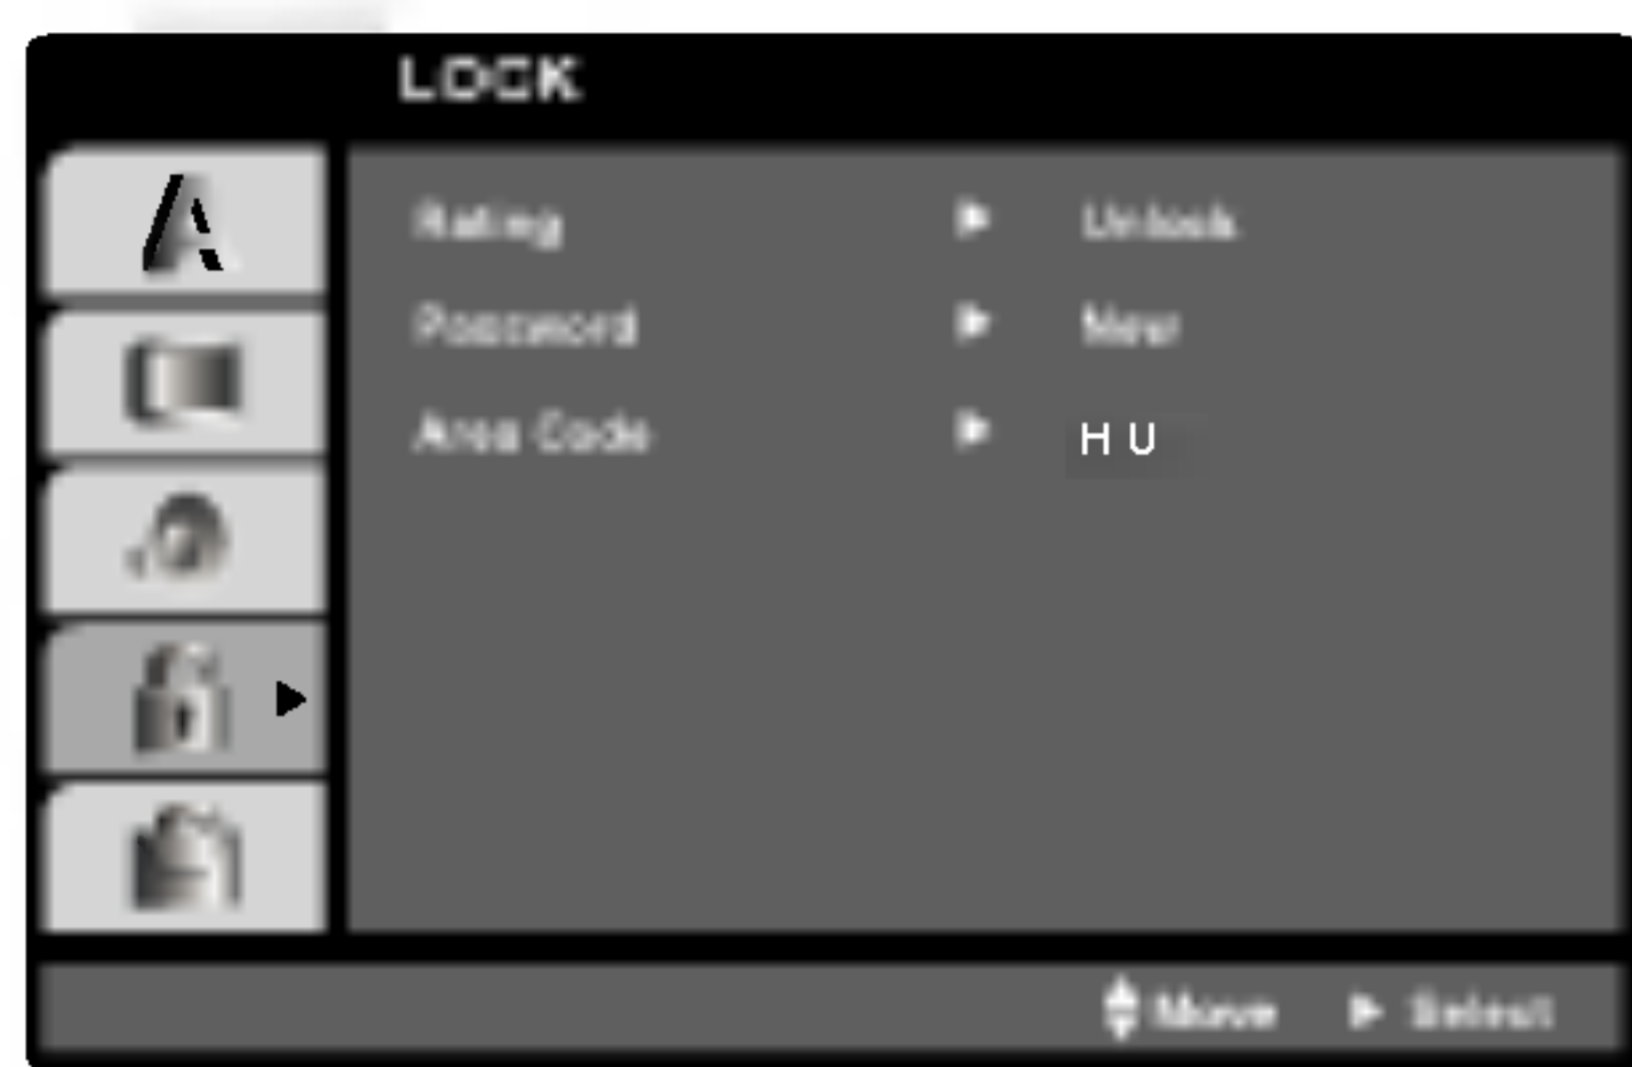 LOCK
Rating ► Unlock
Password ► New
Area Code ► H U
Move ► Select